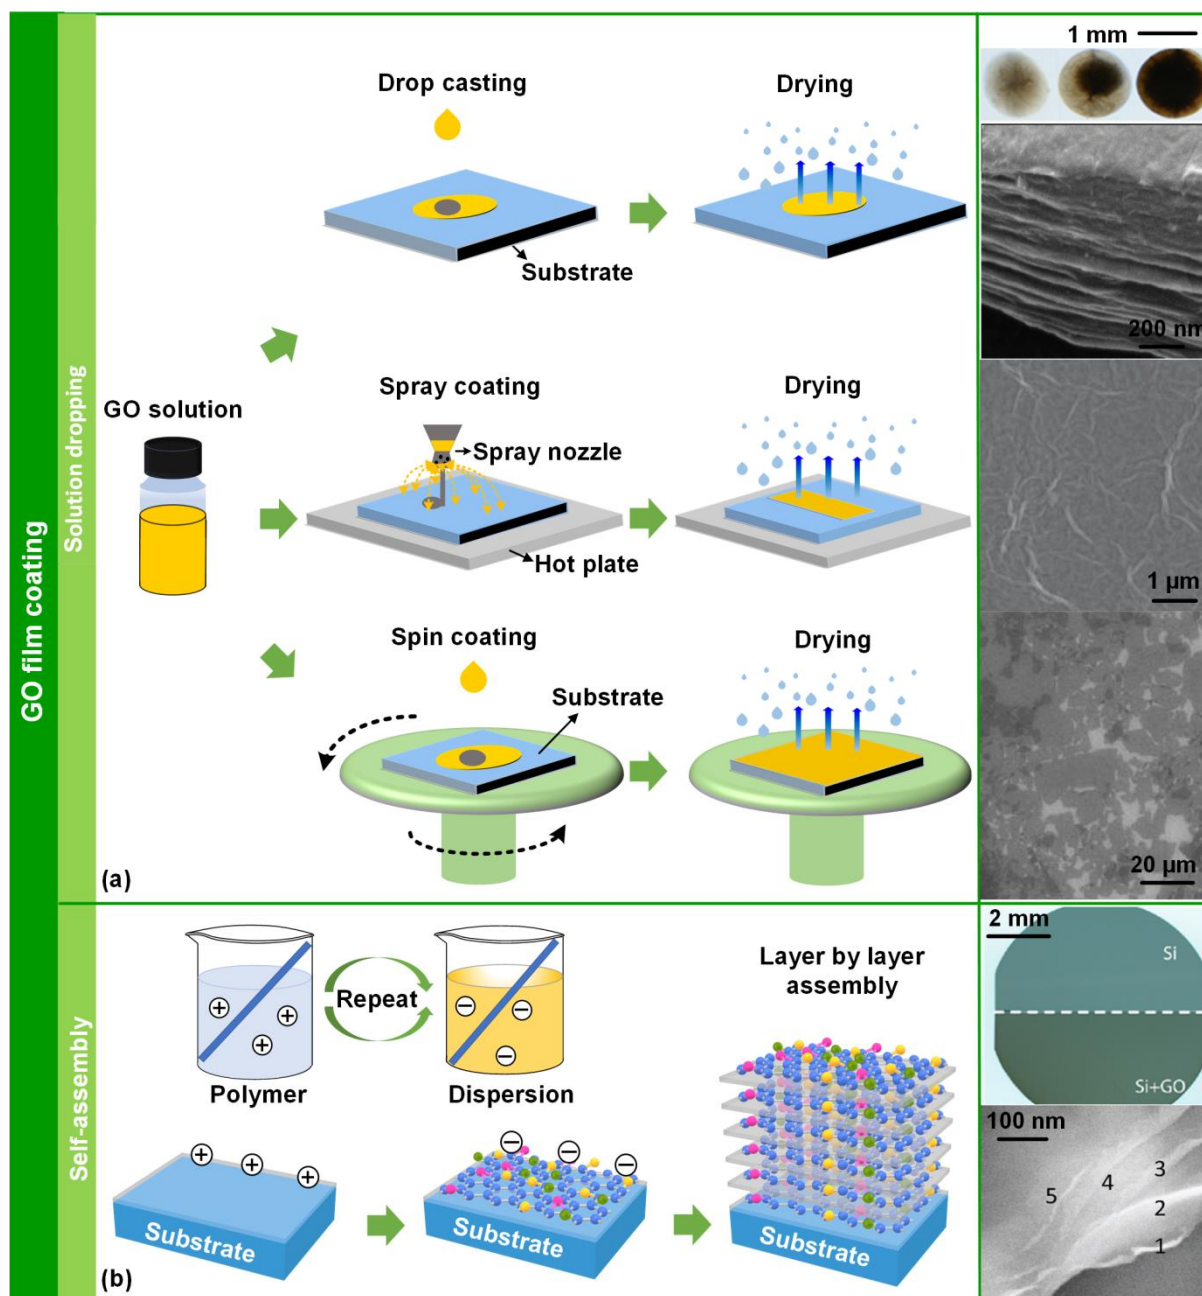 GO film coating
Solution dropping
GO solution
Drop casting
Drying
Substrate
Spray coating
Drying
Spray nozzle
Hot plate
Spin coating
Drying
Substrate
(a)
1 mm
200 nm
1 µm
20 µm
Self-assembly
Repeat
Polymer
Dispersion
Layer by layer
assembly
+
+
+
−
−
−
+
+
+
−
−
−
Substrate
Substrate
Substrate
(b)
2 mm
Si
Si+GO
100 nm
3
4
5
2
1